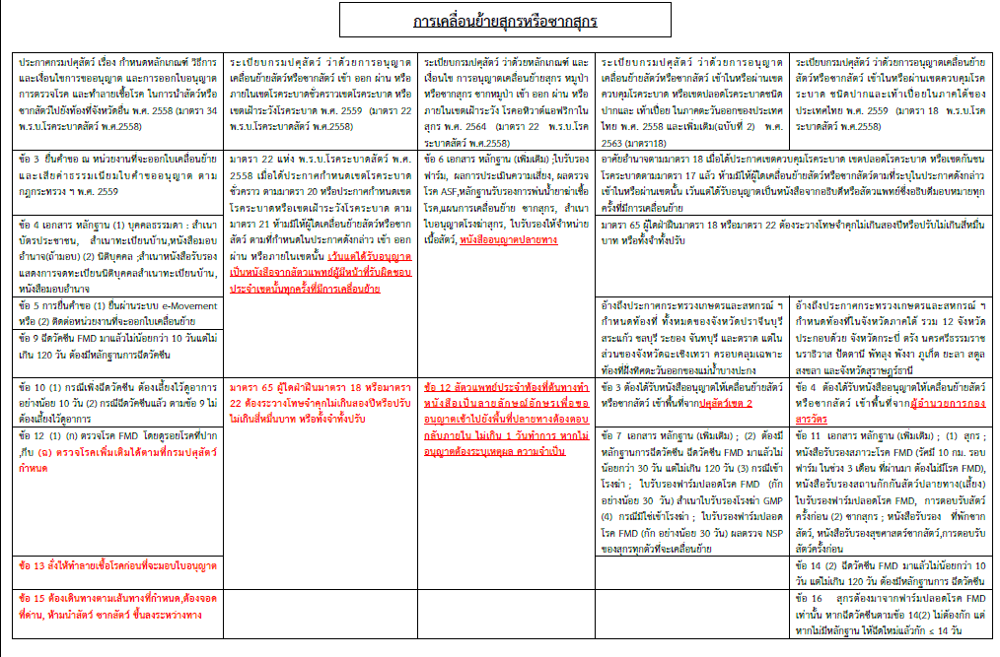 การเคลื่อนย้ายสุกรหรือซากสุกร
ประกาศกรมปศุสัตว์ เรื่อง กำหนดหลักเกณฑ์ วิธีการ
และเงื่อนไขการขออนุญาต และการออกใบอนุญาต
การตรวจโรค และทำลายเชื้อโรค ในการนำสัตว์หรือ
ซากสัตว์ไปยังท้องที่จังหวัดอื่น พ.ศ. 2558 (มาตรา 34
พ.ร.บ.โรคระบาดสัตว์ พ.ศ.2558)
ระเบียบกรมปศุสัตว์ ว่าด้วยการอนุญาต
เคลื่อนย้ายสัตว์หรือซากสัตว์ เข้า ออก ผ่าน หรือ
ภายในเขตโรคระบาดชั่วคราวเขตโรคระบาด หรือ
เขตเฝ้าระวังโรคระบาด พ.ศ. 2559 (มาตรา 22
พ.ร.บ.โรคระบาดสัตว์ พ.ศ.2558)
ระเบียบกรมปศุสัตว์ ว่าด้วยหลักเกณฑ์ และ
เงื่อนไข การอนุญาตเคลื่อนย้ายสุกร หมูป่า
หรือซากสุกร ซากหมูป่า เข้า ออก ผ่าน หรือ
ภายในเขตเฝ้าระวัง โรคอหิวาต์แอฟริกาใน
สุกร พ.ศ. 2564 (มาตรา 22 พ.ร.บ.โรค
ระบาดสัตว์ พ.ศ.2558)
ระเบียบกรมปศุสัตว์ ว่าด้วยการอนุญาต
เคลื่อนย้ายสัตว์หรือซากสัตว์ เข้าในหรือผ่านเขต
ควบคุมโรคระบาด หรือเขตปลอดโรคระบาดชนิด
ปากและ เท้าเปื่อย ในภาคตะวันออกของประเทศ
ไทย พ.ศ. 2558 และเพิ่มเติม(ฉบับที่ 2) พ.ศ.
2563 (มาตรา18)
ระเบียบกรมปศุสัตว์ ว่าด้วยการอนุญาตเคลื่อนย้าย
สัตว์หรือซากสัตว์ เข้าในหรือผ่านเขตควบคุมโรค
ระบาด ชนิดปากและเท้าเปื่อยในภาคใต้ของ
ประเทศไทย พ.ศ. 2559 (มาตรา 18 พ.ร.บ.โรค
ระบาดสัตว์ พ.ศ.2558)
ข้อ 3 ยื่นคำขอ ณ หน่วยงานที่จะออกใบเคลื่อนย้าย
และเสียค่าธรรมเนียมใบคำขออนุญาต ตาม
กฎกระทรวง ฯ พ.ศ. 2559
มาตรา 22 แห่ง พ.ร.บ.โรคระบาดสัตว์ พ.ศ.
2558 เมื่อได้ประกาศกำหนดเขตโรคระบาด
ชั่วคราว ตามมาตรา 20 หรือประกาศกำหนดเขต
โรคระบาดหรือเขตเฝ้าระวังโรคระบาด ตาม
มาตรา 21 ห้ามมิให้ผู้ใดเคลื่อนย้ายสัตว์หรือซาก
สัตว์ ตามที่กำหนดในประกาศดังกล่าว เข้า ออก
ผ่าน หรือภายในเขตนั้น เว้นแต่ได้รับอนุญาต
เป็นหนังสือจากสัตวแพทย์ผู้มีหน้าที่รับผิดชอบ
ประจำเขตนั้นทุกครั้งที่มีการเคลื่อนย้าย
ข้อ 6 เอกสาร หลักฐาน (เพิ่มเติม) ;ใบรับรอง
ฟาร์ม, ผลการประเมินความเสี่ยง, ผลตรวจ
โรค ASF,หลักฐานรับรองการพ่นน้ำยาฆ่าเชื้อ
โรค,แผนการเคลื่อนย้าย ซากสุกร, สำเนา
ใบอนุญาตโรงฆ่าสุกร, ใบรับรองให้จำหน่าย
เนื้อสัตว์, หนังสืออนุญาตปลายทาง
อาศัยอำนาจตามมาตรา 18 เมื่อได้ประกาศเขตควบคุมโรคระบาด เขตปลอดโรคระบาด หรือเขตกันชน
โรคระบาดตามมาตรา 17 แล้ว ห้ามมิให้ผู้ใดเคลื่อนย้ายสัตว์หรือซากสัตว์ตามที่ระบุในประกาศดังกล่าว
เข้าในหรือผ่านเขตนั้น เว้นแต่ได้รับอนุญาตเป็นหนังสือจากอธิบดีหรือสัตวแพทย์ซึ่งอธิบดีมอบหมายทุก
ครั้งที่มีการเคลื่อนย้าย
ข้อ 4 เอกสาร หลักฐาน (1) บุคคลธรรมดา : สำเนา
บัตรประชาชน, สำเนาทะเบียนบ้าน,หนังสือมอบ
อำนาจ(ถ้ามอบ) (2) นิติบุคคล ;สำเนาหนังสือรับรอง
แสดงการจดทะเบียนนิติบุคคลสำเนาทะเบียนบ้าน,
หนังสือมอบอำนาจ
มาตรา 65 ผู้ใดฝ่าฝืนมาตรา 18 หรือมาตรา 22 ต้องระวางโทษจำคุกไม่เกินสองปีหรือปรับไม่เกินสี่หมื่น
บาท หรือทั้งจำทั้งปรับ
ข้อ 5 การยื่นคำขอ (1) ยื่นผ่านระบบ e-Movement
หรือ (2) ติดต่อหน่วยงานที่จะออกใบเคลื่อนย้าย
อ้างถึงประกาศกระทรวงเกษตรและสหกรณ์ ฯ
กำหนดท้องที่ ทั้งหมดของจังหวัดปราจีนบุรี
สระแก้ว ชลบุรี ระยอง จันทบุรี และตราด แต่ใน
ส่วนของจังหวัดฉะเชิงเทรา ครอบคลุมเฉพาะ
ท้องที่ฝั่งทิศตะวันออกของแม่น้ำบางปะกง
อ้างถึงประกาศกระทรวงเกษตรและสหกรณ์ ฯ
กำหนดท้องที่ในจังหวัดภาคใต้ รวม 12 จังหวัด
ประกอบด้วย จังหวัดกระบี่ ตรัง นครศรีธรรมราช
นราธิวาส ปัตตานี พัทลุง พังงา ภูเก็ต ยะลา สตูล
สงขลา และจังหวัดสุราษฎร์ธานี
ข้อ 9 ฉีดวัคซีน FMD มาแล้วไม่น้อยกว่า 10 วันแต่ไม่
เกิน 120 วัน ต้องมีหลักฐานการฉีดวัคซีน
ข้อ 10 (1) กรณีเพิ่งฉีดวัคซีน ต้องเลี้ยงไว้ดูอาการ
อย่างน้อย 10 วัน (2) กรณีฉีดวัคซีนแล้ว ตามข้อ 9 ไม่
ต้องเลี้ยงไว้ดูอาการ
มาตรา 65 ผู้ใดฝ่าฝืนมาตรา 18 หรือมาตรา
22 ต้องระวางโทษจำคุกไม่เกินสองปีหรือปรับ
ไม่เกินสี่หมื่นบาท หรือทั้งจำทั้งปรับ
ข้อ 12 สัตวแพทย์ประจำท้องที่ต้นทางทำ
หนังสือเป็นลายลักษณ์อักษรเพื่อขอ
อนุญาตเข้าไปยังพื้นที่ปลายทางต้องตอบ
กลับภายใน ไม่เกิน 1 วันทำการ หากไม่
อนุญาตต้องระบุเหตุผล ความจำเป็น
ข้อ 3 ต้องได้รับหนังสืออนุญาตให้เคลื่อนย้ายสัตว์
หรือซากสัตว์ เข้าพื้นที่จากปศุสัตว์เขต 2
ข้อ 4 ต้องได้รับหนังสืออนุญาตให้เคลื่อนย้ายสัตว์
หรือซากสัตว์ เข้าพื้นที่จากผู้อำนวยการกอง
สารวัตร
ข้อ 12 (1) (ก) ตรวจโรค FMD โดยดูรอยโรคที่ปาก
,กีบ (ฉ) ตรวจโรคเพิ่มเติมได้ตามที่กรมปศุสัตว์
กำหนด
ข้อ 7 เอกสาร หลักฐาน (เพิ่มเติม) ; (2) ต้องมี
หลักฐานการฉีดวัคซีน ฉีดวัคซีน FMD มาแล้วไม่
น้อยกว่า 30 วัน แต่ไม่เกิน 120 วัน (3) กรณีเข้า
โรงฆ่า ; ใบรับรองฟาร์มปลอดโรค FMD (กัก
อย่างน้อย 30 วัน) สำเนาใบรับรองโรงฆ่า GMP
(4) กรณีมิใช่เข้าโรงฆ่า ; ใบรับรองฟาร์มปลอด
โรค FMD (กัก อย่างน้อย 30 วัน) ผลตรวจ NSP
ของสุกรทุกตัวที่จะเคลื่อนย้าย
ข้อ 11 เอกสาร หลักฐาน (เพิ่มเติม) ; (1) สุกร ;
หนังสือรับรองสภาวะโรค FMD (รัศมี 10 กม. รอบ
ฟาร์ม ในช่วง 3 เดือน ที่ผ่านมา ต้องไม่มีโรค FMD),
หนังสือรับรองสถานกักกันสัตว์ปลายทาง(เลี้ยง)
ใบรับรองฟาร์มปลอดโรค FMD, การตอบรับสัตว์
ครั้งก่อน (2) ซากสุกร ; หนังสือรับรอง ที่พักซาก
สัตว์, หนังสือรับรองสุขศาสตร์ซากสัตว์,การตอบรับ
สัตว์ครั้งก่อน
ข้อ 13 สั่งให้ทำลายเชื้อโรคก่อนที่จะมอบใบอนุญาต
ข้อ 14 (2) ฉีดวัคซีน FMD มาแล้วไม่น้อยกว่า 10
วัน แต่ไม่เกิน 120 วัน ต้องมีหลักฐานการ ฉีดวัคซีน
ข้อ 15 ต้องเดินทางตามเส้นทางที่กำหนด,ต้องจอด
ที่ด่าน, ห้ามนำสัตว์ ซากสัตว์ ขึ้นลงระหว่างทาง
ข้อ 16 สุกรต้องมาจากฟาร์มปลอดโรค FMD
เท่านั้น หากฉีดวัคซีนตามข้อ 14(2) ไม่ต้องกัก แต่
หากไม่มีหลักฐาน ให้ฉีดใหม่แล้วกัก ≤ 14 วัน